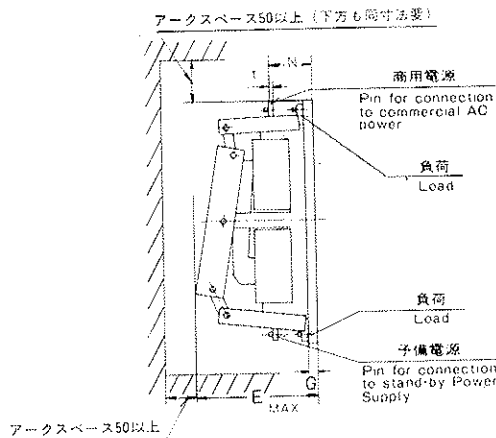 アークスペース50以上 (下方も同寸法要)
N
t
商用電源
Pin for connection
to commercial AC
power
負荷
Load
負荷
Load
予備電源
Pin for connection
to stand-by Power
Supply
G
E
MAX
アークスペース50以上